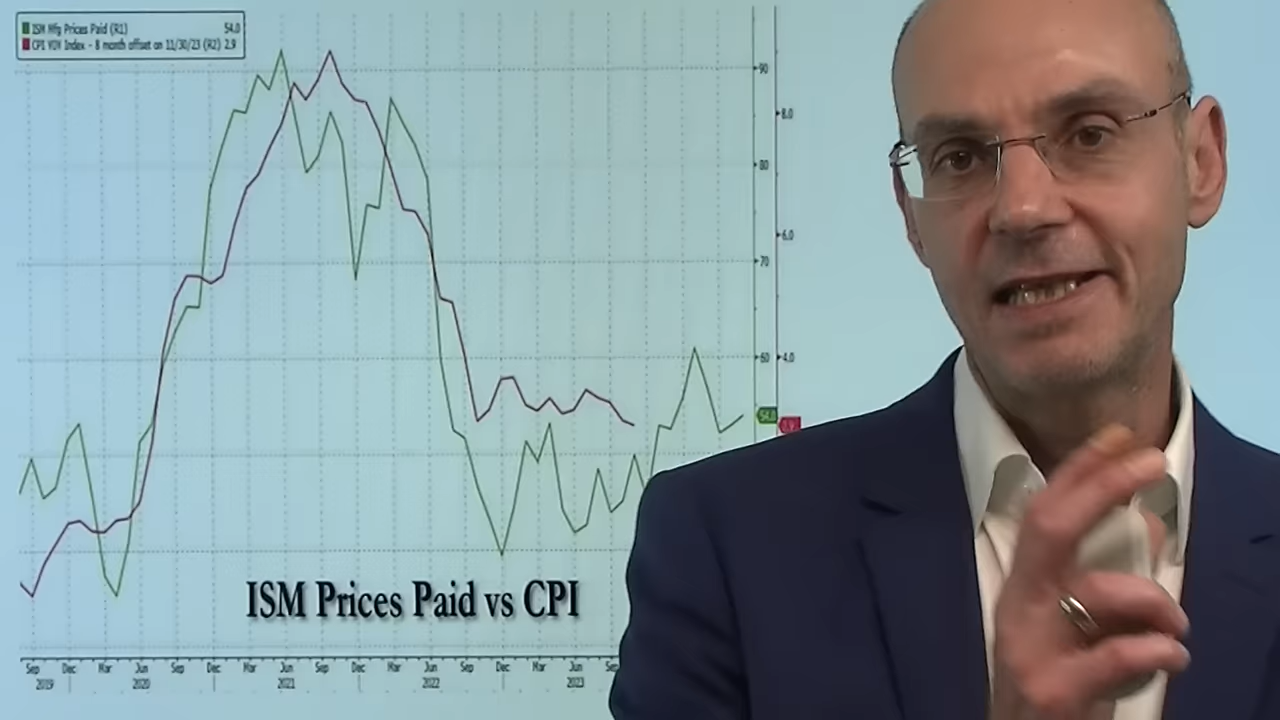 ISM Mfg Prices Paid (R1) 54.0
CPI YOY Index - 8 month offset on 11/30/23 (R2) 2.9
90
8.0
80
6.0
70
60
4.0
54.0
2.9
ISM Prices Paid vs CPI
Sep Dec Mar Jun Sep Dec Mar Jun Sep Dec Mar Jun Sep Dec Mar Jun Sep
2019 2020 2021 2022 2023